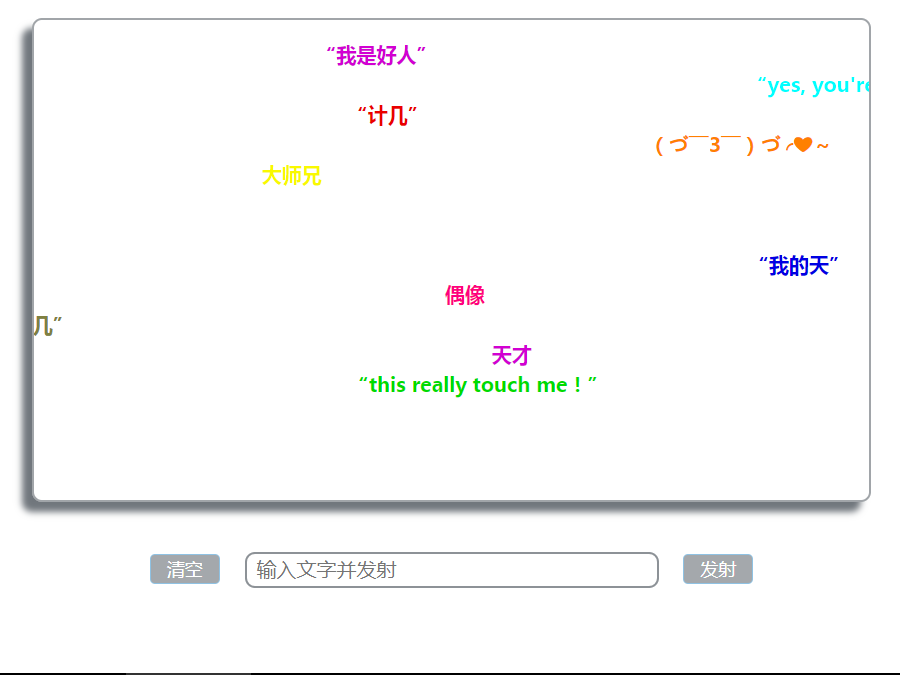 “我是好人”
“yes, you're
“计几”
( づ￣3￣ ) づ╭❤～
大师兄
“我的天”
偶像
几”
天才
“this really touch me ! ”
清空
输入文字并发射
发射